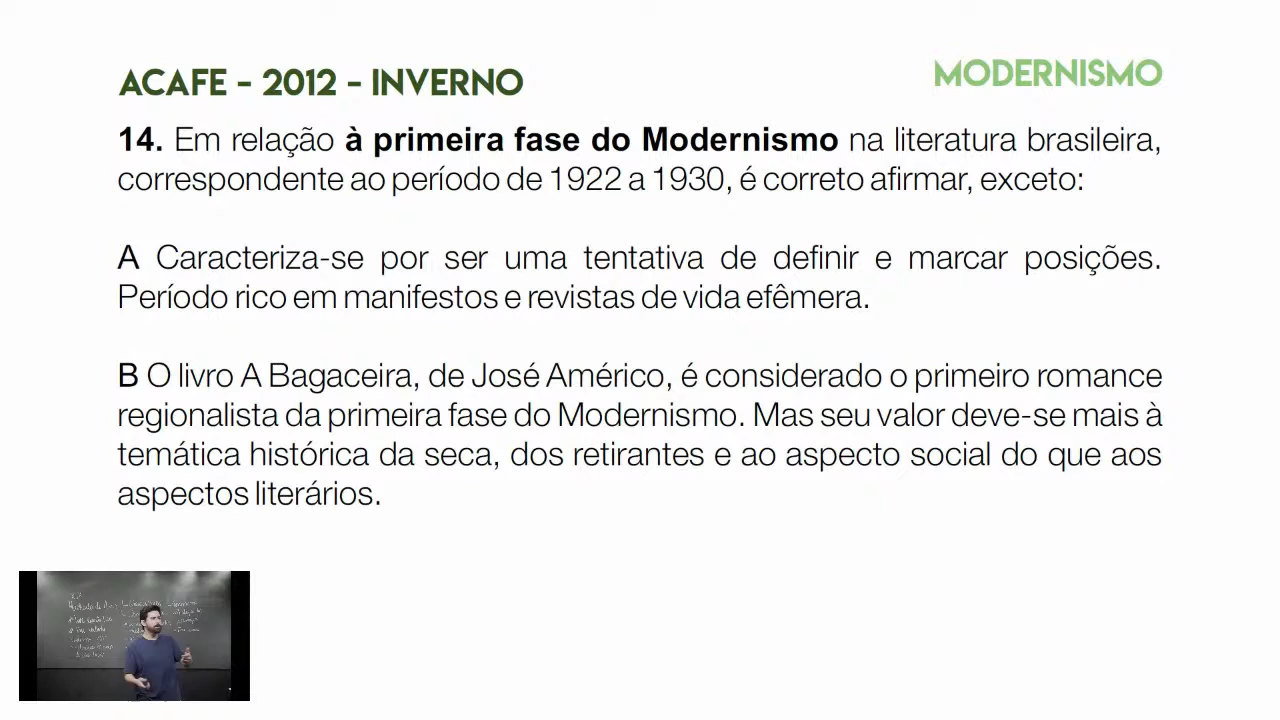 ACAFE - 2012 - INVERNO
MODERNISMO
14. Em relação à primeira fase do Modernismo na literatura brasileira,
correspondente ao período de 1922 a 1930, é correto afirmar, exceto:
A Caracteriza-se por ser uma tentativa de definir e marcar posições.
Período rico em manifestos e revistas de vida efêmera.
B O livro A Bagaceira, de José Américo, é considerado o primeiro romance
regionalista da primeira fase do Modernismo. Mas seu valor deve-se mais à
temática histórica da seca, dos retirantes e ao aspecto social do que aos
aspectos literários.